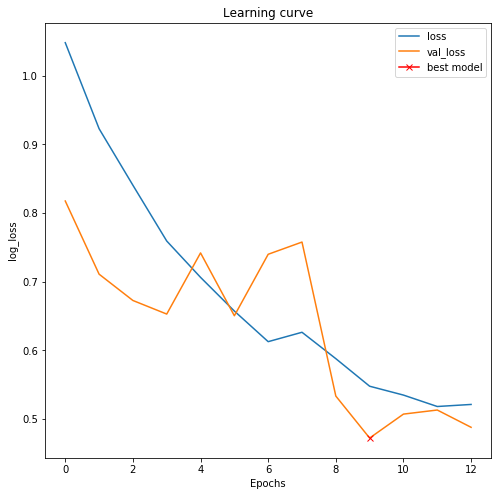 Learning curve
loss
val_loss
best model
log_loss
1.0
0.9
0.8
0.7
0.6
0.5
0 2 4 6 8 10 12
Epochs